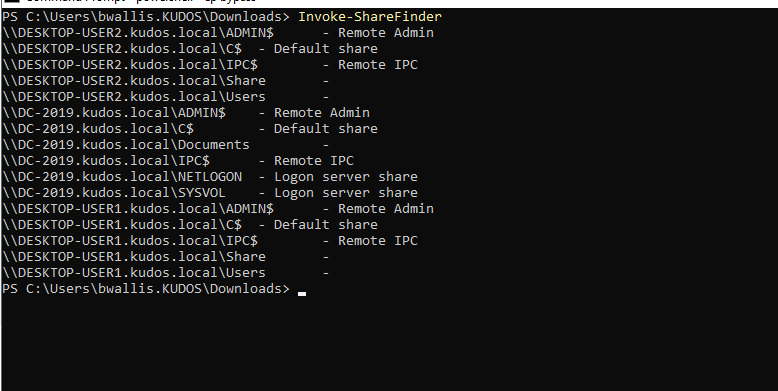 PS C:\Users\bwallis.KUDOS\Downloads> Invoke-ShareFinder
\\DESKTOP-USER2.kudos.local\ADMIN$ - Remote Admin
\\DESKTOP-USER2.kudos.local\C$ - Default share
\\DESKTOP-USER2.kudos.local\IPC$ - Remote IPC
\\DESKTOP-USER2.kudos.local\Share -
\\DESKTOP-USER2.kudos.local\Users -
\\DC-2019.kudos.local\ADMIN$ - Remote Admin
\\DC-2019.kudos.local\C$ - Default share
\\DC-2019.kudos.local\Documents -
\\DC-2019.kudos.local\IPC$ - Remote IPC
\\DC-2019.kudos.local\NETLOGON - Logon server share
\\DC-2019.kudos.local\SYSVOL - Logon server share
\\DESKTOP-USER1.kudos.local\ADMIN$ - Remote Admin
\\DESKTOP-USER1.kudos.local\C$ - Default share
\\DESKTOP-USER1.kudos.local\IPC$ - Remote IPC
\\DESKTOP-USER1.kudos.local\Share -
\\DESKTOP-USER1.kudos.local\Users -
PS C:\Users\bwallis.KUDOS\Downloads>